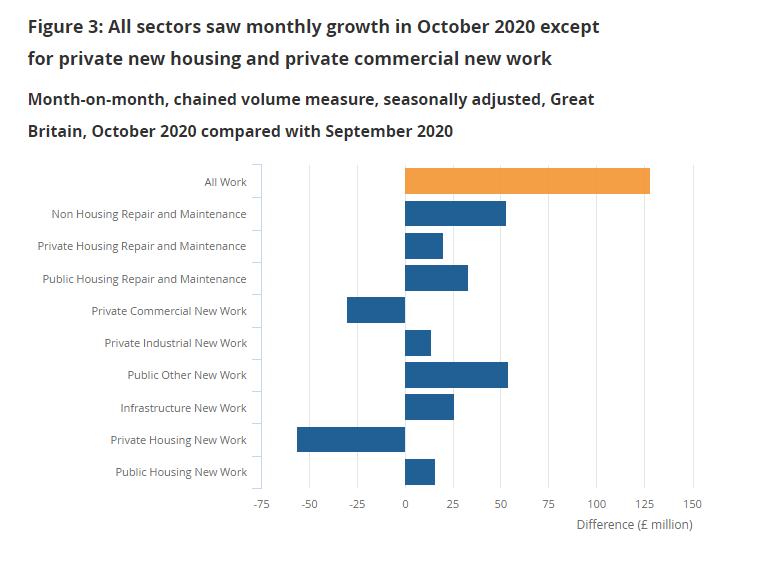 Figure 3: All sectors saw monthly growth in October 2020 except
for private new housing and private commercial new work
Month-on-month, chained volume measure, seasonally adjusted, Great
Britain, October 2020 compared with September 2020
All Work
Non Housing Repair and Maintenance
Private Housing Repair and Maintenance
Public Housing Repair and Maintenance
Private Commercial New Work
Private Industrial New Work
Public Other New Work
Infrastructure New Work
Private Housing New Work
Public Housing New Work
-75 -50 -25 0 25 50 75 100 125 150
Difference (£ million)